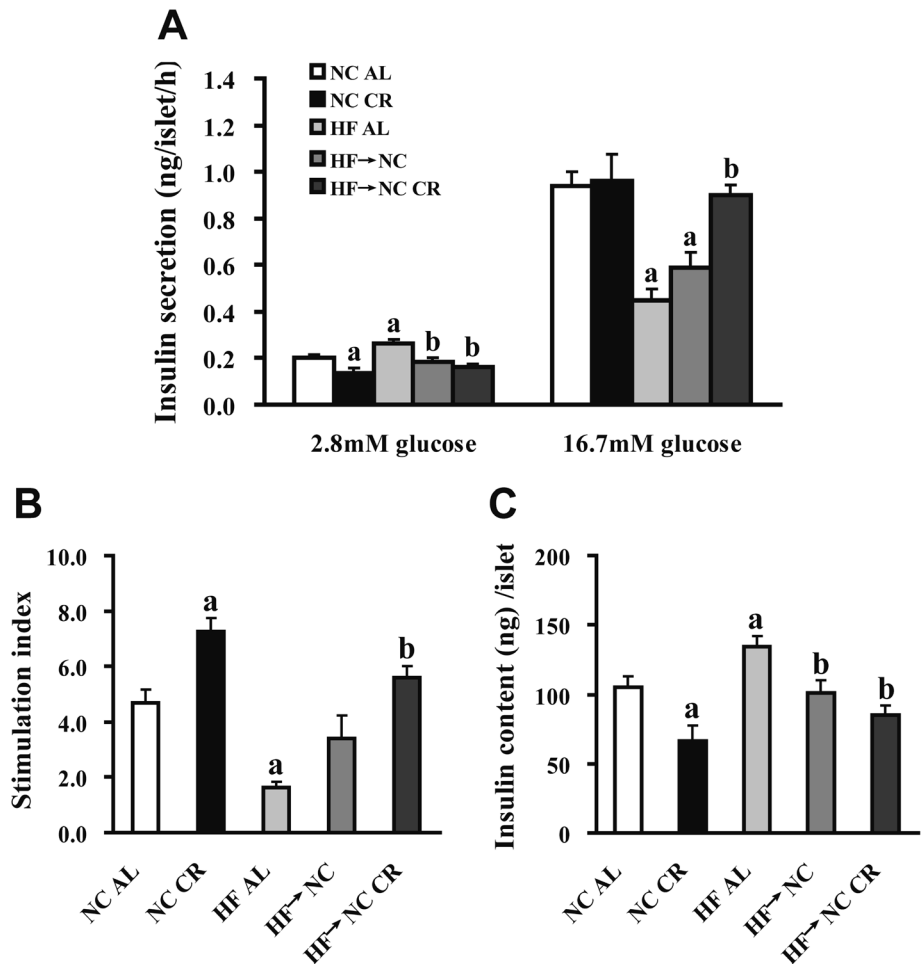 A
Insulin secretion (ng/islet/h)
1.4
1.2
1.0
0.8
0.6
0.4
0.2
0.0
NC AL
NC CR
HF AL
HF→NC
HF→NC CR
a
a
b
b
a
a
b
2.8mM glucose
16.7mM glucose
B
Stimulation index
10.0
8.0
6.0
4.0
2.0
0.0
a
a
b
NC AL
NC CR
HF AL
HF→NC
HF→NC CR
C
Insulin content (ng) /islet
200
150
100
50
0
a
a
b
b
NC AL
NC CR
HF AL
HF→NC
HF→NC CR